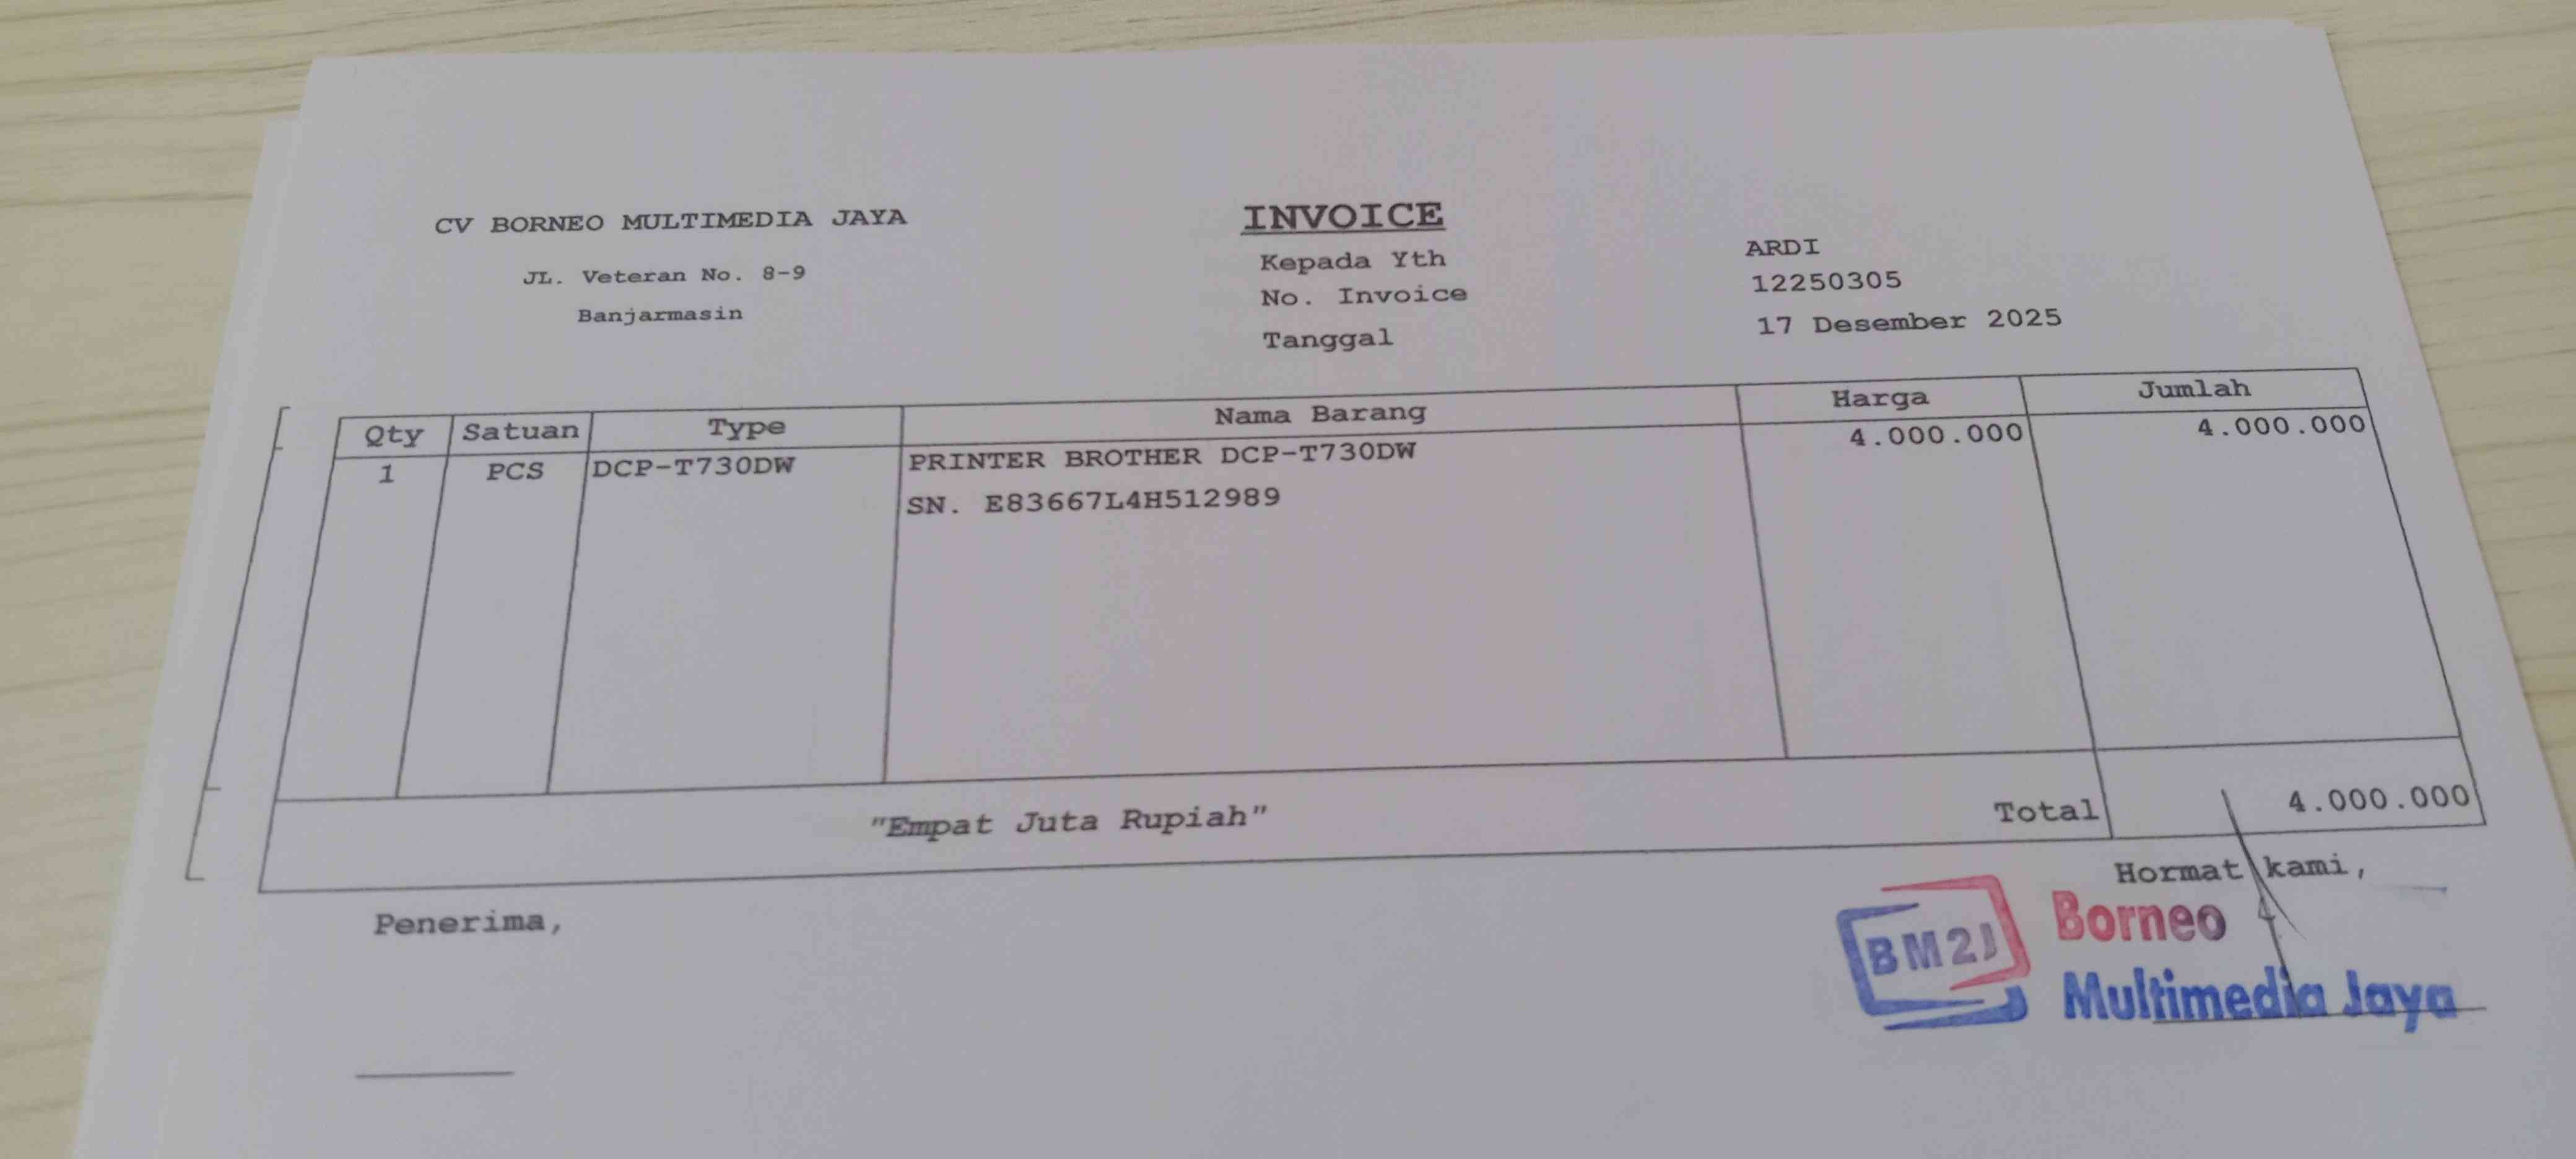 CV BORNEO MULTIMEDIA JAYA
JL. Veteran No. 8-9
Banjarmasin
INVOICE
Kepada Yth ARDI
No. Invoice 12250305
Tanggal 17 Desember 2025
Qty Satuan Type Nama Barang Harga Jumlah
1 PCS DCP-T730DW PRINTER BROTHER DCP-T730DW 4.000.000 4.000.000
SN. E83667L4H512989
"Empat Juta Rupiah" Total 4.000.000
Penerima, Hormat kami,
BM2J Borneo
Multimedia Jaya